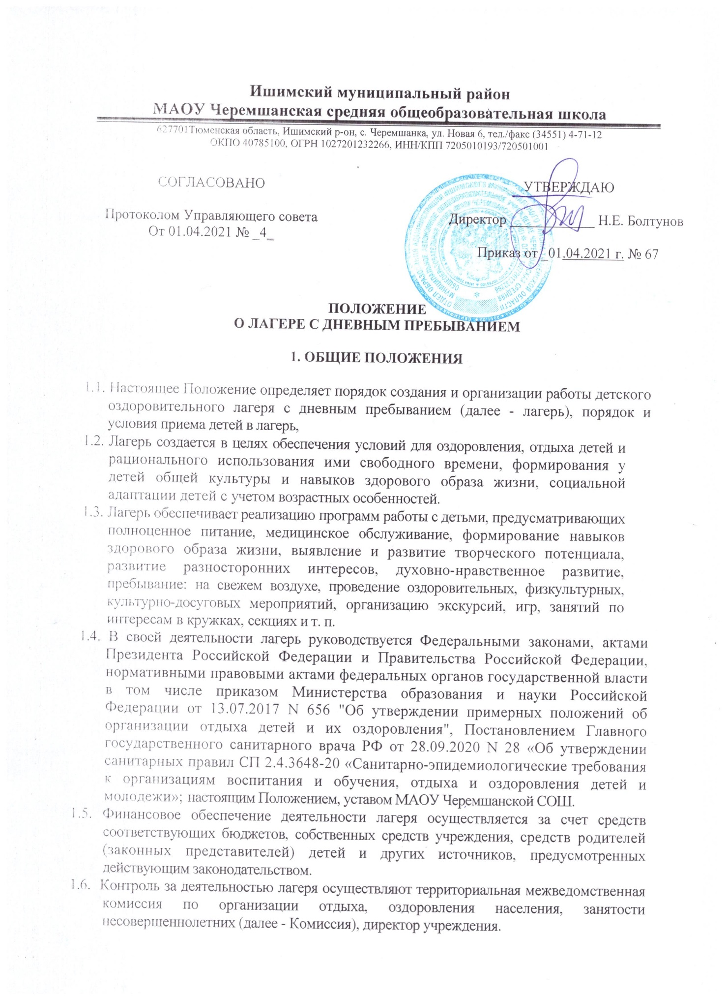 Ишимский муниципальный район
МАОУ Черемшанская средняя общеобразовательная школа
627701Тюменская область, Ишимский р-он, с. Черемшанка, ул. Новая 6, тел./факс (34551) 4-71-12
ОКПО 40785100, ОГРН 1027201232266, ИНН/КПП 7205010193/720501001
СОГЛАСОВАНО
Протоколом Управляющего совета
От 01.04.2021 № _4_
УТВЕРЖДАЮ
Директор ____________ Н.Е. Болтунов
Приказ от _01.04.2021 г. № 67
ПОЛОЖЕНИЕ
О ЛАГЕРЕ С ДНЕВНЫМ ПРЕБЫВАНИЕМ
1. ОБЩИЕ ПОЛОЖЕНИЯ
1.1. Настоящее Положение определяет порядок создания и организации работы детского
оздоровительного лагеря с дневным пребыванием (далее - лагерь), порядок и
условия приема детей в лагерь,
1.2. Лагерь создается в целях обеспечения условий для оздоровления, отдыха детей и
рационального использования ими свободного времени, формирования у
детей общей культуры и навыков здорового образа жизни, социальной
адаптации детей с учетом возрастных особенностей.
1.3. Лагерь обеспечивает реализацию программ работы с детьми, предусматривающих
полноценное питание, медицинское обслуживание, формирование навыков
здорового образа жизни, выявление и развитие творческого потенциала,
развитие разносторонних интересов, духовно-нравственное развитие,
пребывание: на свежем воздухе, проведение оздоровительных, физкультурных,
культурно-досуговых мероприятий, организацию экскурсий, игр, занятий по
интересам в кружках, секциях и т. п.
1.4. В своей деятельности лагерь руководствуется Федеральными законами, актами
Президента Российской Федерации и Правительства Российской Федерации,
нормативными правовыми актами федеральных органов государственной власти
в том числе приказом Министерства образования и науки Российской
Федерации от 13.07.2017 N 656 "Об утверждении примерных положений об
организации отдыха детей и их оздоровления", Постановлением Главного
государственного санитарного врача РФ от 28.09.2020 N 28 «Об утверждении
санитарных правил СП 2.4.3648-20 «Санитарно-эпидемиологические требования
к организациям воспитания и обучения, отдыха и оздоровления детей и
молодежи»; настоящим Положением, уставом МАОУ Черемшанской СОШ.
1.5. Финансовое обеспечение деятельности лагеря осуществляется за счет средств
соответствующих бюджетов, собственных средств учреждения, средств родителей
(законных представителей) детей и других источников, предусмотренных
действующим законодательством.
1.6. Контроль за деятельностью лагеря осуществляют территориальная межведомственная
комиссия по организации отдыха, оздоровления населения, занятости
несовершеннолетних (далее - Комиссия), директор учреждения.